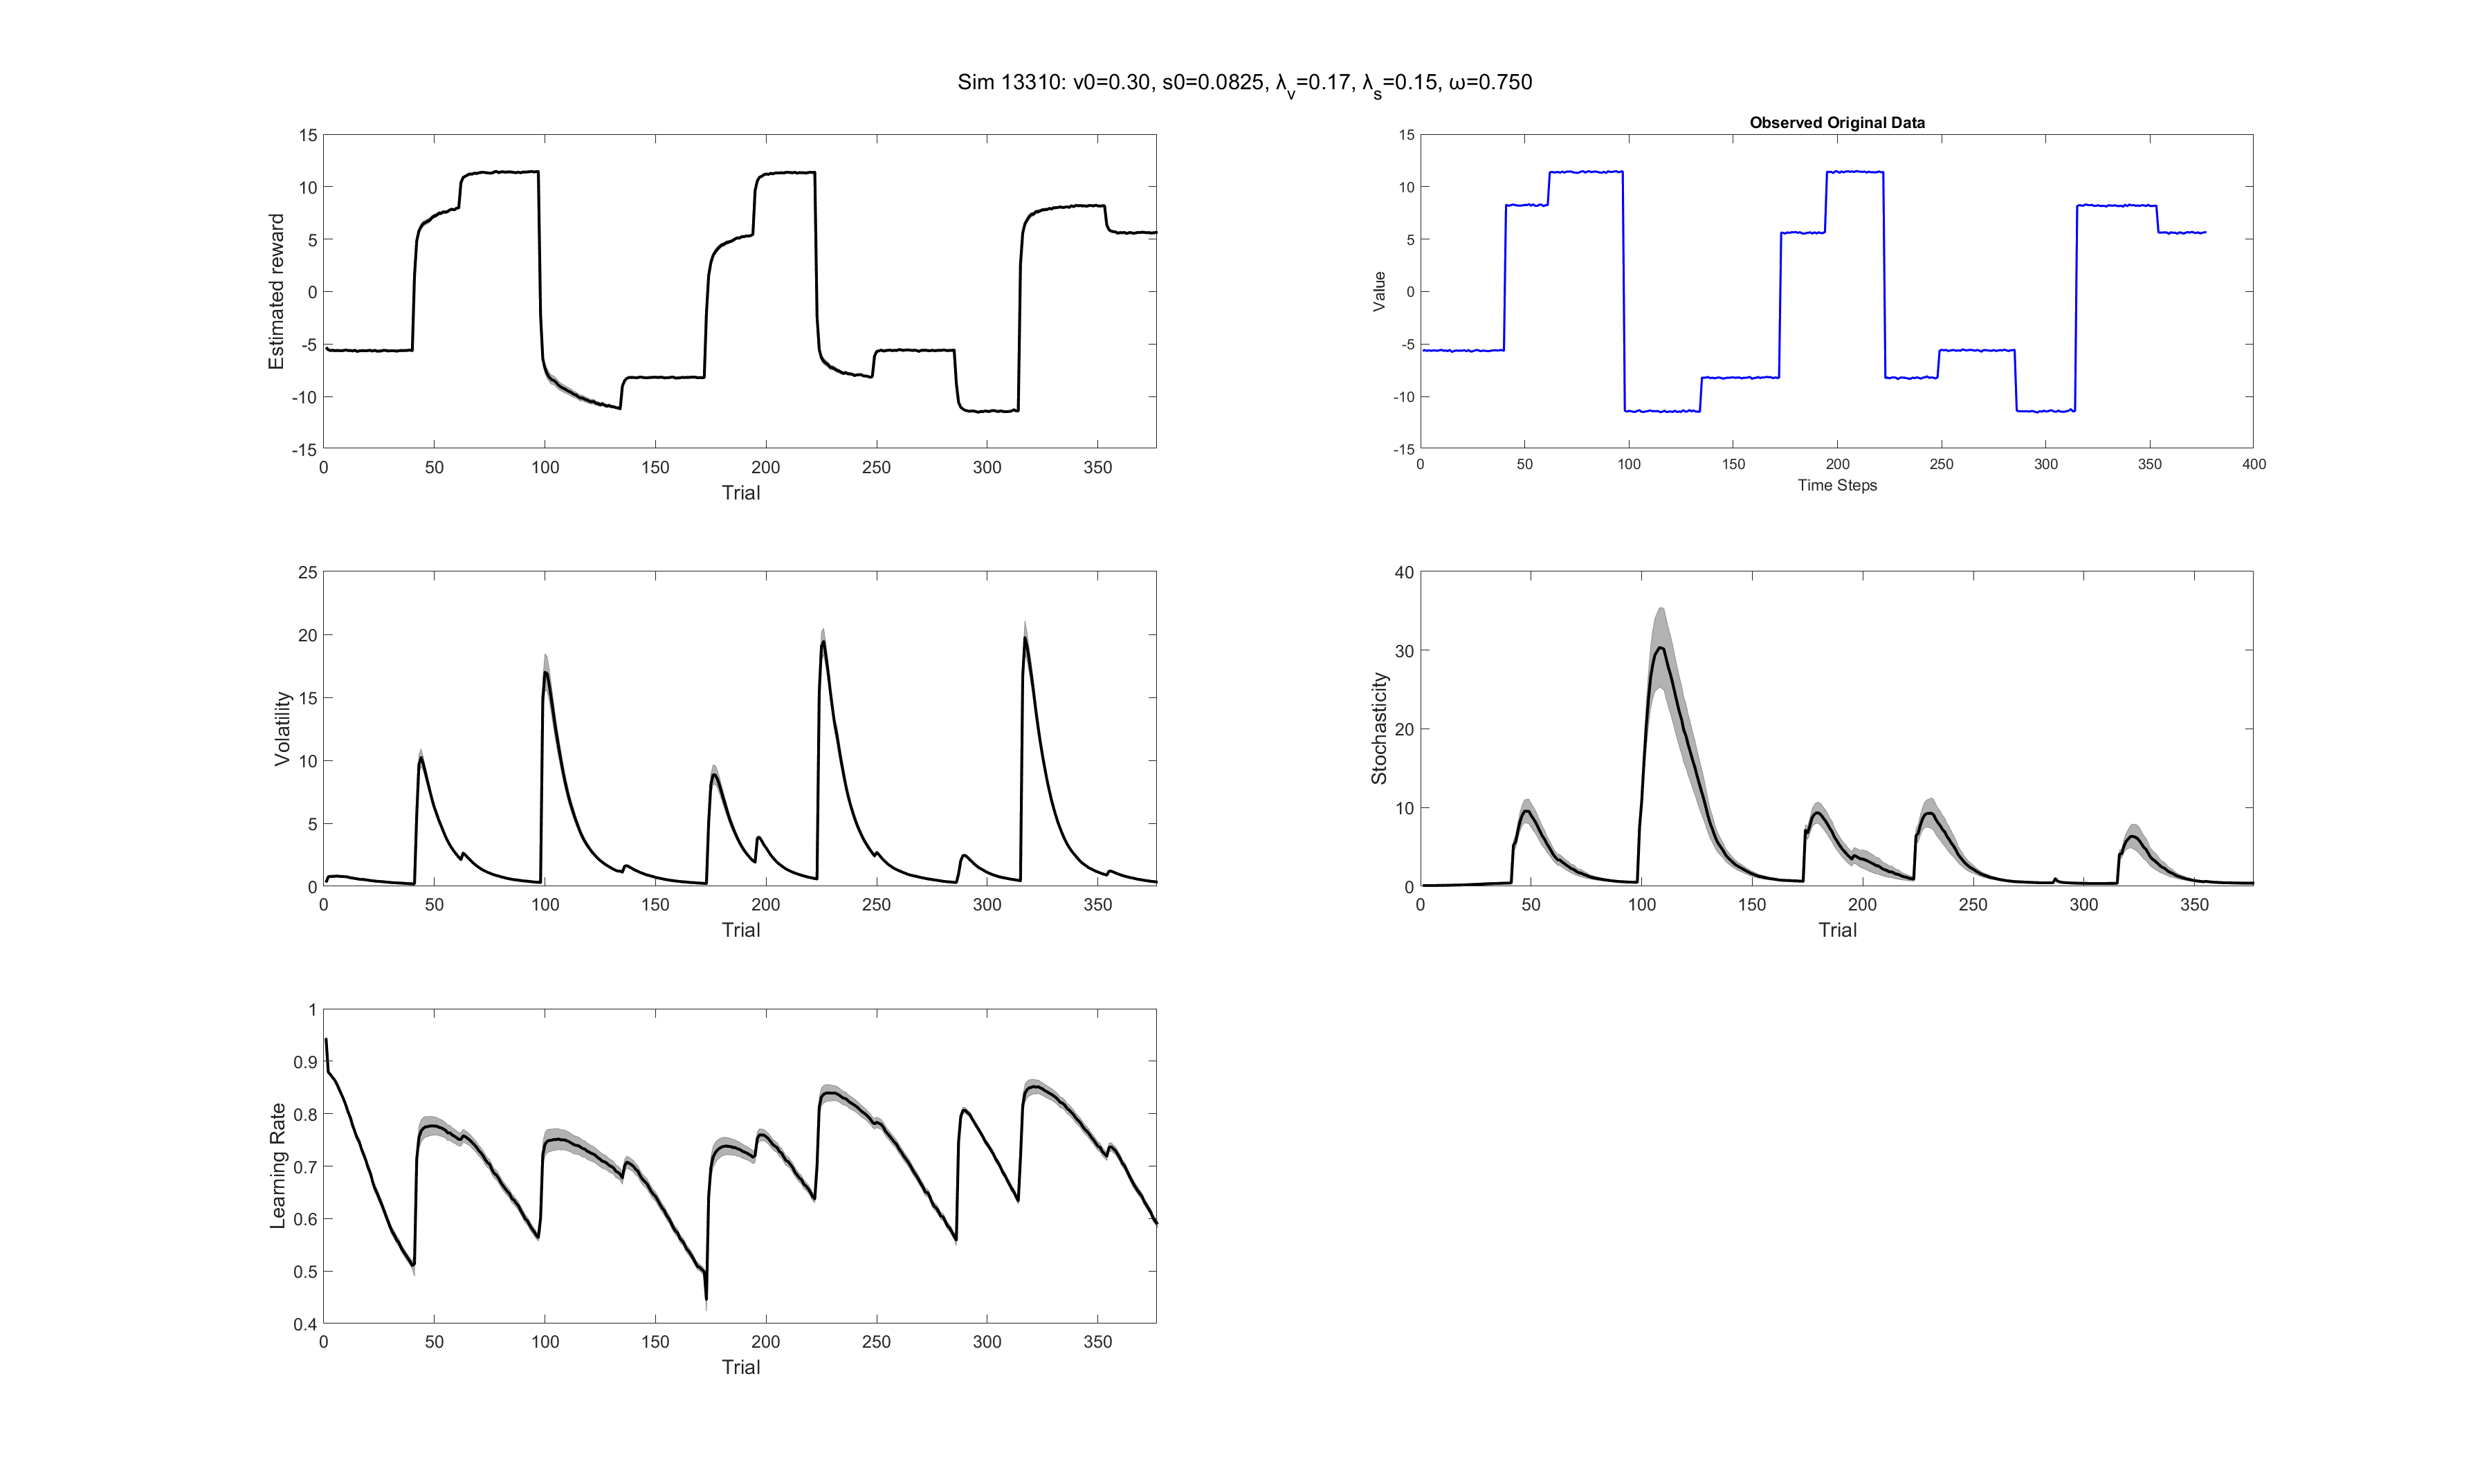 Sim 13310: v0=0.30, s0=0.0825, λv=0.17, λs=0.15, ω=0.750
15
10
5
0
-5
-10
-15
Estimated reward
0 50 100 150 200 250 300 350
Trial
Observed Original Data
15
10
5
0
-5
-10
-15
Value
0 50 100 150 200 250 300 350 400
Time Steps
25
20
15
10
5
0
Volatility
0 50 100 150 200 250 300 350
Trial
40
30
20
10
0
Stochasticity
0 50 100 150 200 250 300 350
Trial
1
0.9
0.8
0.7
0.6
0.5
0.4
Learning Rate
0 50 100 150 200 250 300 350
Trial